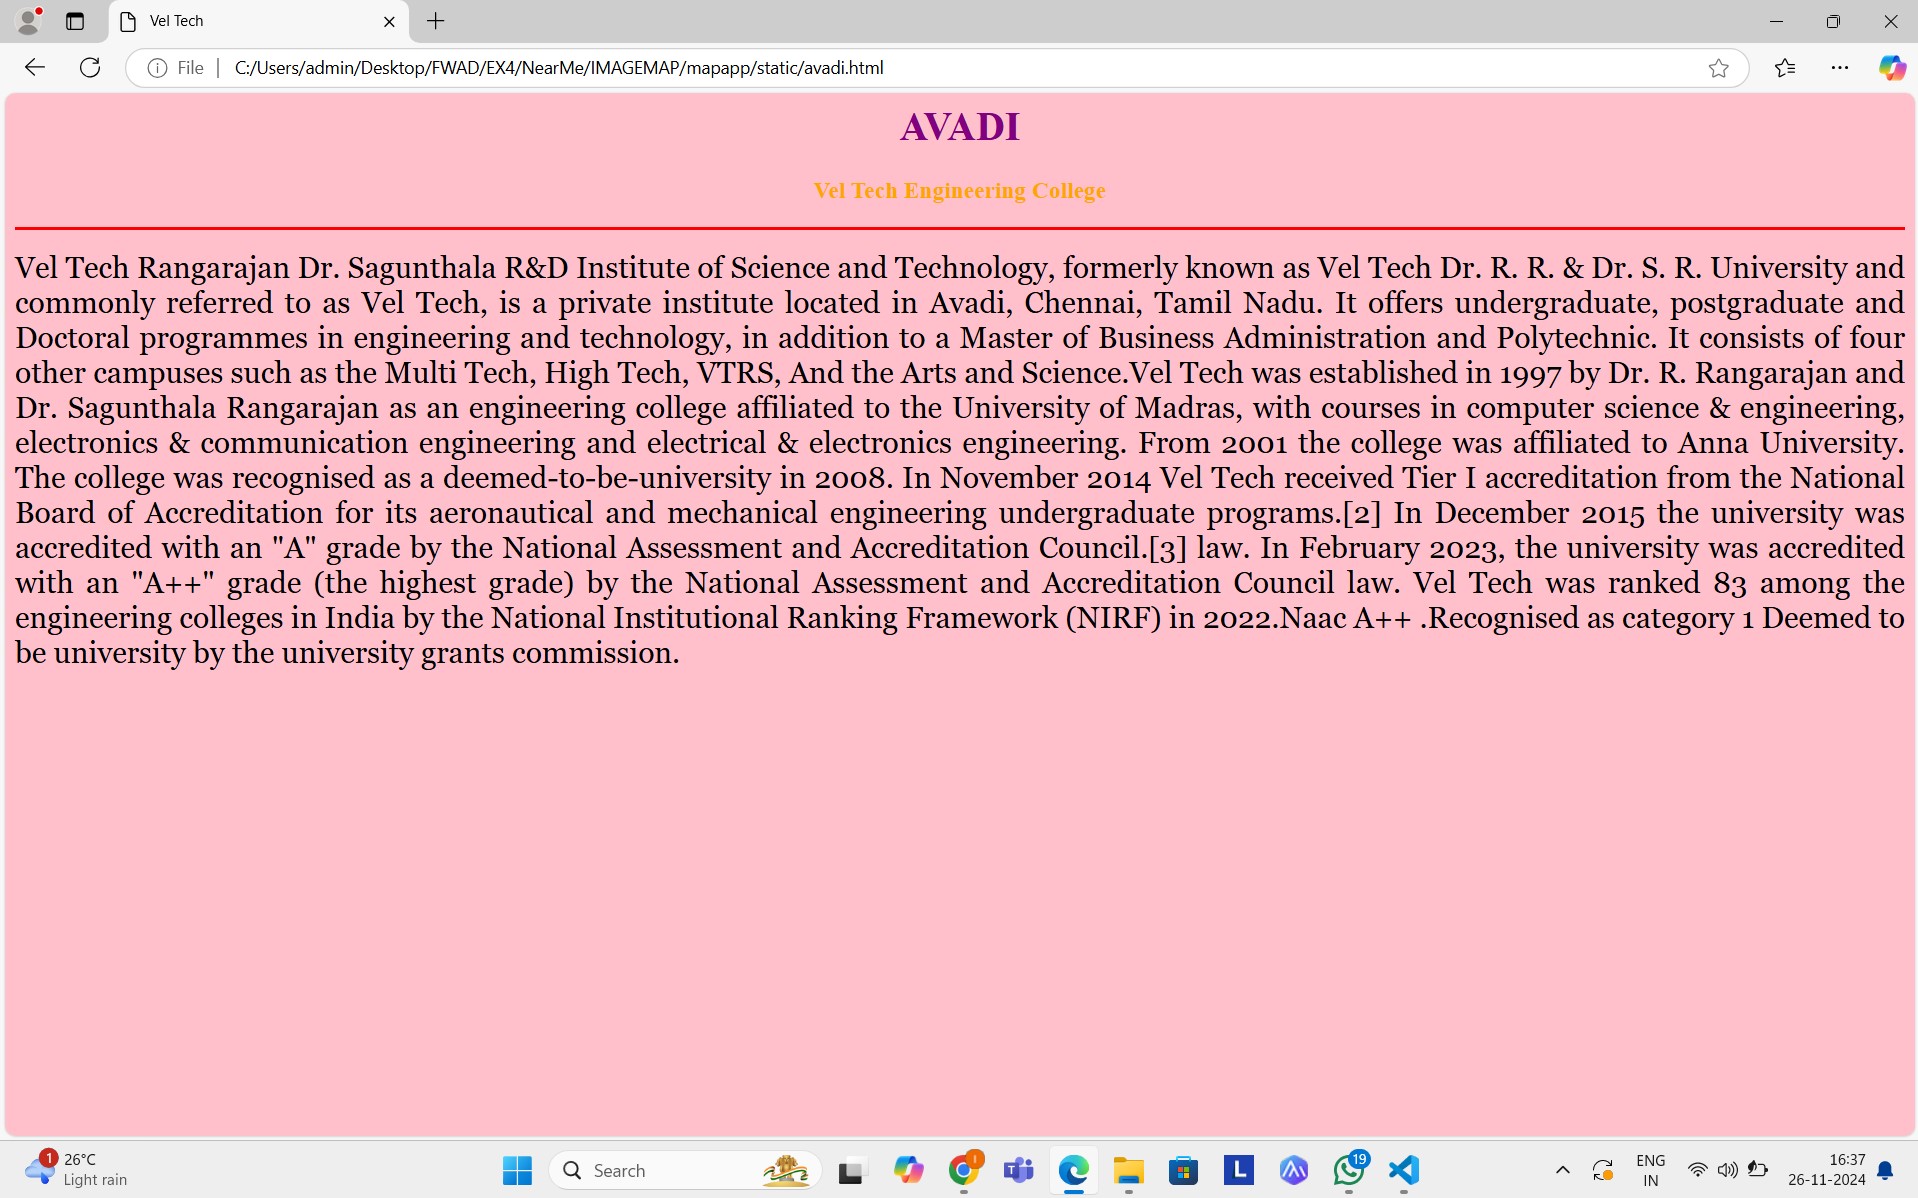 Vel Tech
File
C:/Users/admin/Desktop/FWAD/EX4/NearMe/IMAGEMAP/mapapp/static/avadi.html
AVADI
Vel Tech Engineering College
Vel Tech Rangarajan Dr. Sagunthala R&D Institute of Science and Technology, formerly known as Vel Tech Dr. R. R. & Dr. S. R. University and
commonly referred to as Vel Tech, is a private institute located in Avadi, Chennai, Tamil Nadu. It offers undergraduate, postgraduate and
Doctoral programmes in engineering and technology, in addition to a Master of Business Administration and Polytechnic. It consists of four
other campuses such as the Multi Tech, High Tech, VTRS, And the Arts and Science.Vel Tech was established in 1997 by Dr. R. Rangarajan and
Dr. Sagunthala Rangarajan as an engineering college affiliated to the University of Madras, with courses in computer science & engineering,
electronics & communication engineering and electrical & electronics engineering. From 2001 the college was affiliated to Anna University.
The college was recognised as a deemed-to-be-university in 2008. In November 2014 Vel Tech received Tier I accreditation from the National
Board of Accreditation for its aeronautical and mechanical engineering undergraduate programs.[2] In December 2015 the university was
accredited with an "A" grade by the National Assessment and Accreditation Council.[3] law. In February 2023, the university was accredited
with an "A++" grade (the highest grade) by the National Assessment and Accreditation Council law. Vel Tech was ranked 83 among the
engineering colleges in India by the National Institutional Ranking Framework (NIRF) in 2022.Naac A++ .Recognised as category 1 Deemed to
be university by the university grants commission.
1
26°C
Light rain
Search
L
19
ENG
IN
16:37
26-11-2024